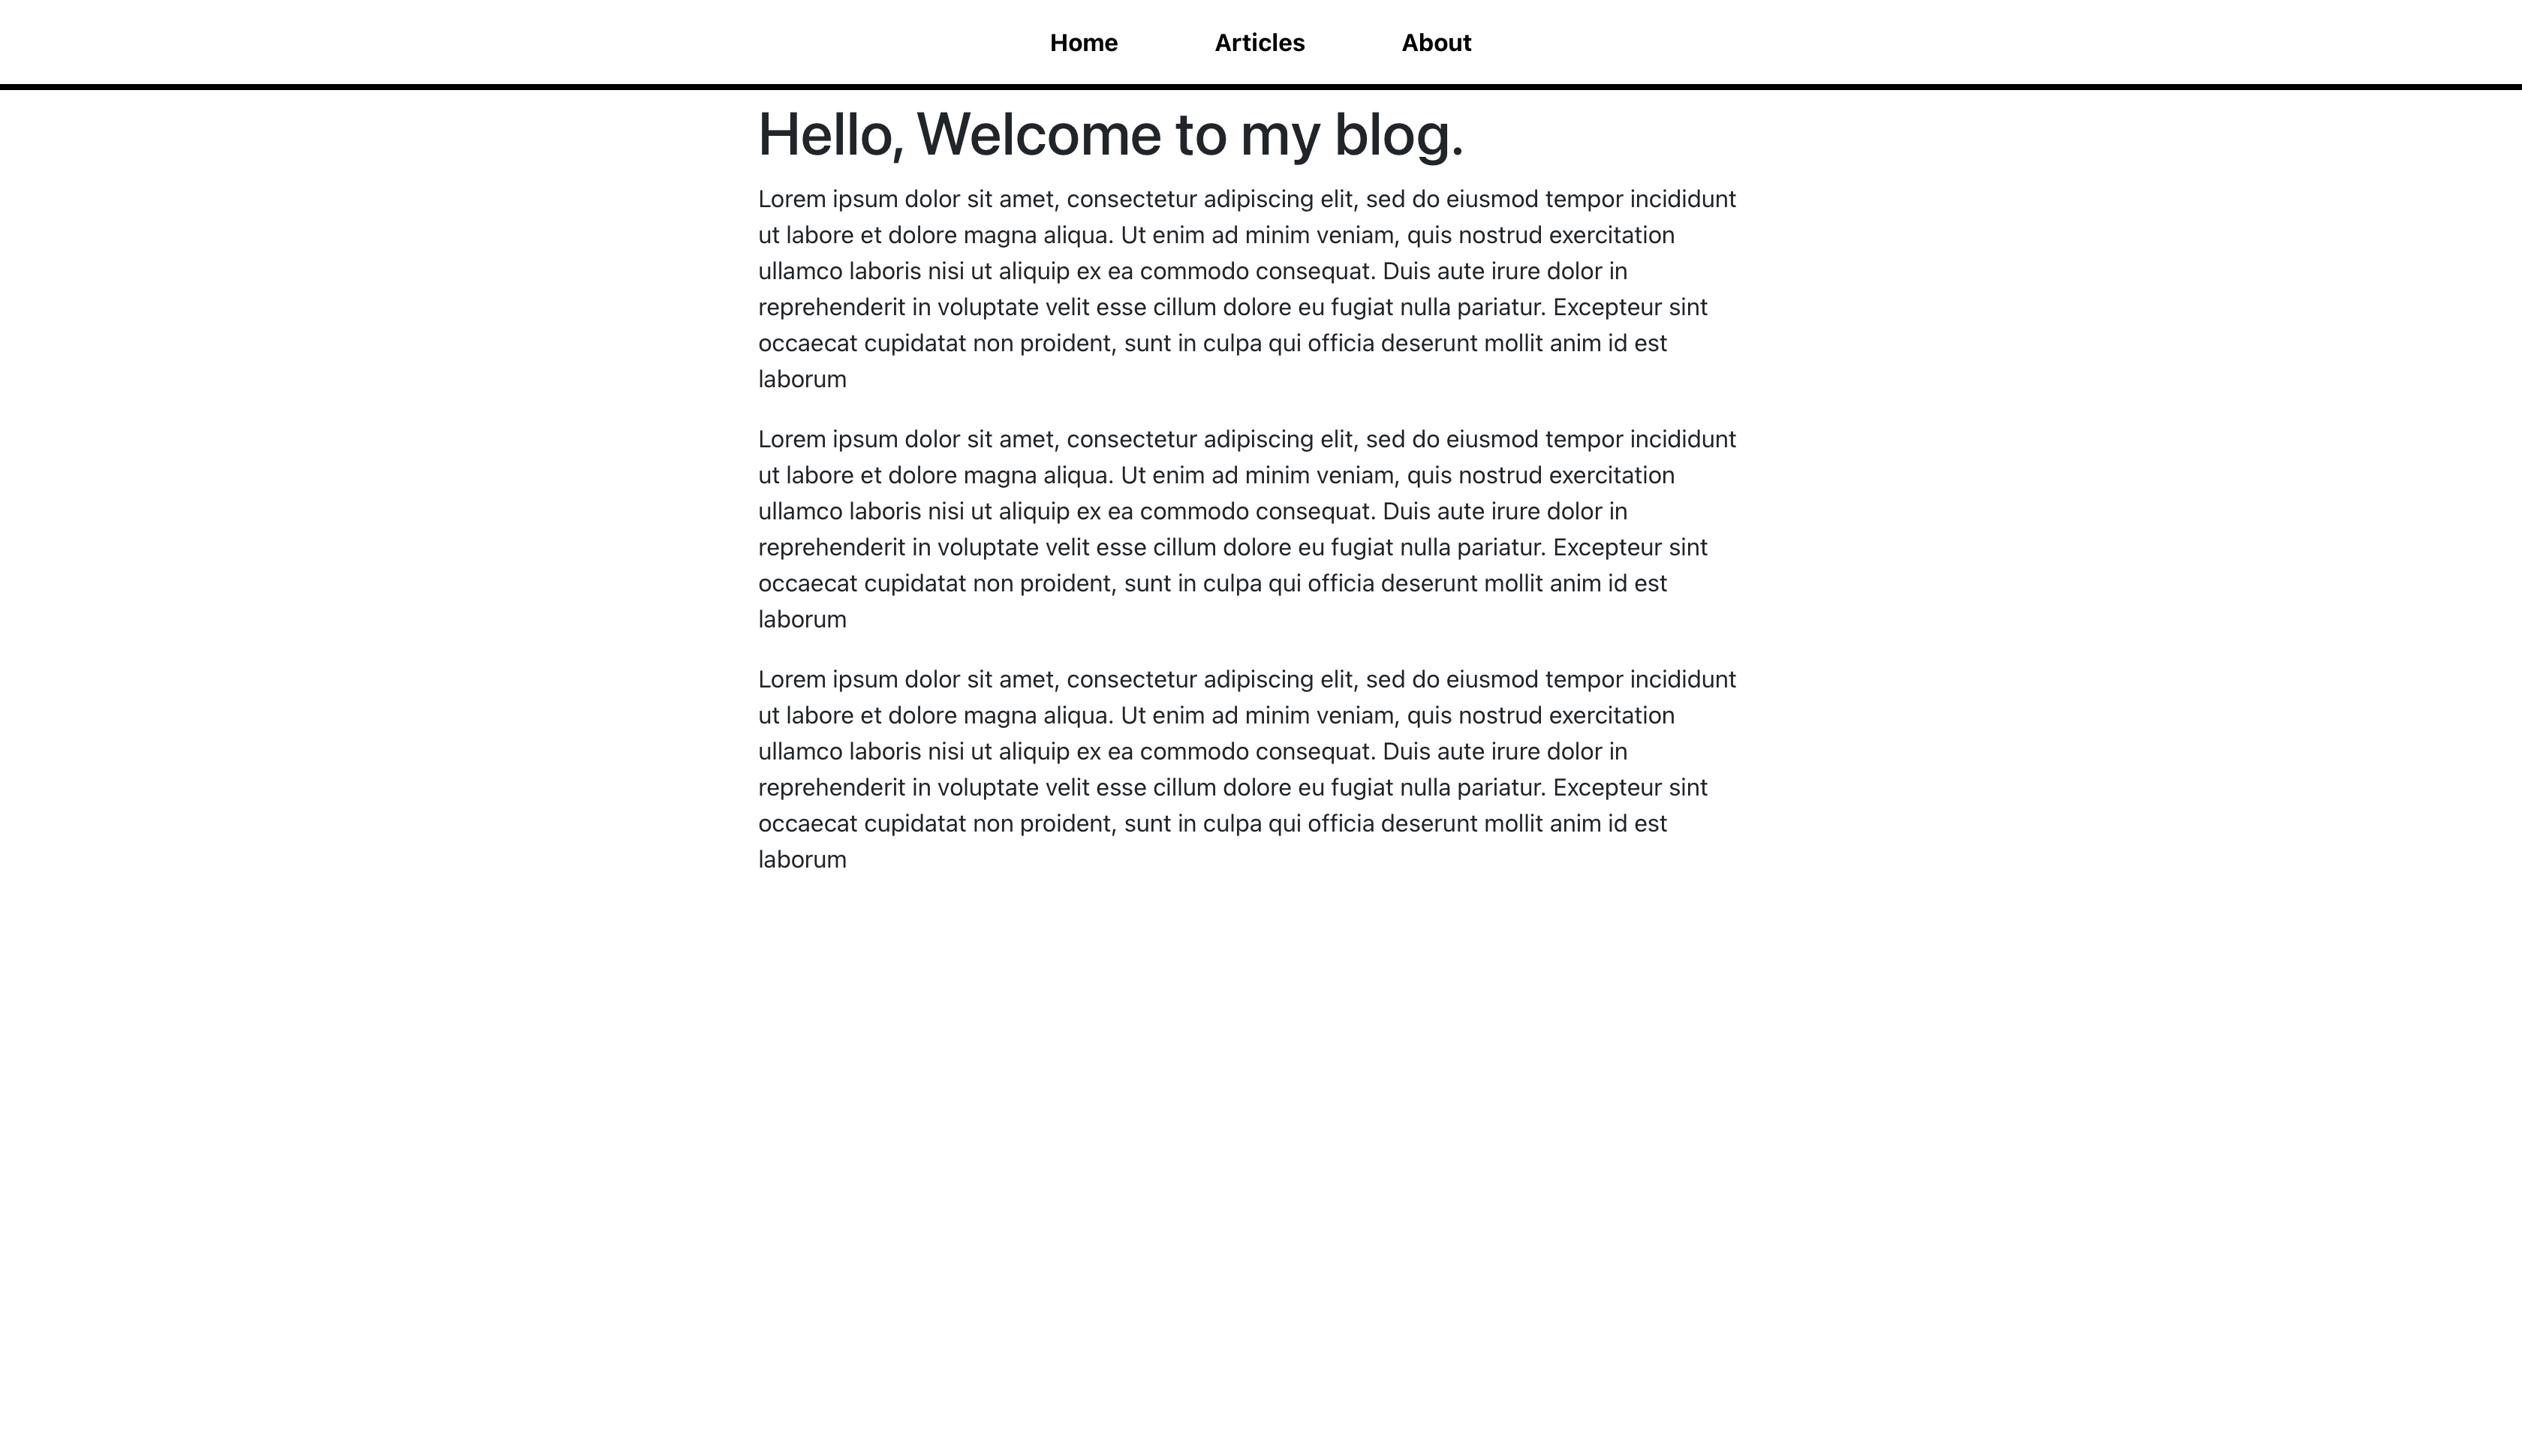 Home Articles About
Hello, Welcome to my blog.
Lorem ipsum dolor sit amet, consectetur adipiscing elit, sed do eiusmod tempor incididunt
ut labore et dolore magna aliqua. Ut enim ad minim veniam, quis nostrud exercitation
ullamco laboris nisi ut aliquip ex ea commodo consequat. Duis aute irure dolor in
reprehenderit in voluptate velit esse cillum dolore eu fugiat nulla pariatur. Excepteur sint
occaecat cupidatat non proident, sunt in culpa qui officia deserunt mollit anim id est
laborum
Lorem ipsum dolor sit amet, consectetur adipiscing elit, sed do eiusmod tempor incididunt
ut labore et dolore magna aliqua. Ut enim ad minim veniam, quis nostrud exercitation
ullamco laboris nisi ut aliquip ex ea commodo consequat. Duis aute irure dolor in
reprehenderit in voluptate velit esse cillum dolore eu fugiat nulla pariatur. Excepteur sint
occaecat cupidatat non proident, sunt in culpa qui officia deserunt mollit anim id est
laborum
Lorem ipsum dolor sit amet, consectetur adipiscing elit, sed do eiusmod tempor incididunt
ut labore et dolore magna aliqua. Ut enim ad minim veniam, quis nostrud exercitation
ullamco laboris nisi ut aliquip ex ea commodo consequat. Duis aute irure dolor in
reprehenderit in voluptate velit esse cillum dolore eu fugiat nulla pariatur. Excepteur sint
occaecat cupidatat non proident, sunt in culpa qui officia deserunt mollit anim id est
laborum